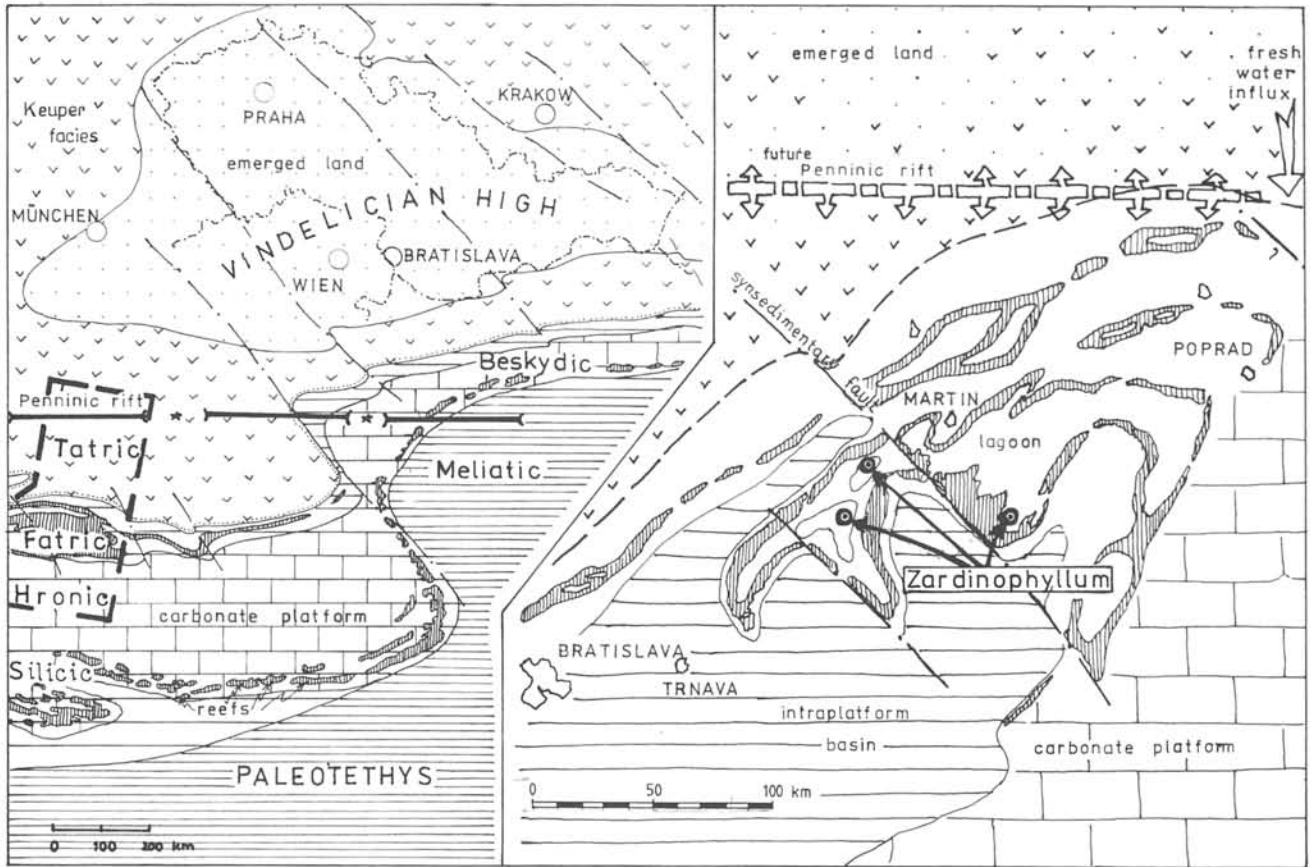 Keuper
facies
PRAHA
KRAKOW
emerged land
MÜNCHEN
VINDELICIAN HIGH
WIEN
BRATISLAVA
Beskydic
Penninic rift
Tatric
Meliatic
Fatric
Hronic
carbonate platform
Silicic
reefs
PALEOTETHYS
0 100 200
km
emerged land
fresh
water
influx
future
Penninic rift
synsedimentary fault
POPRAD
MARTIN
lagoon
Zardinophyllum
BRATISLAVA
TRNAVA
intraplatform
basin
carbonate platform
0 50 100 km